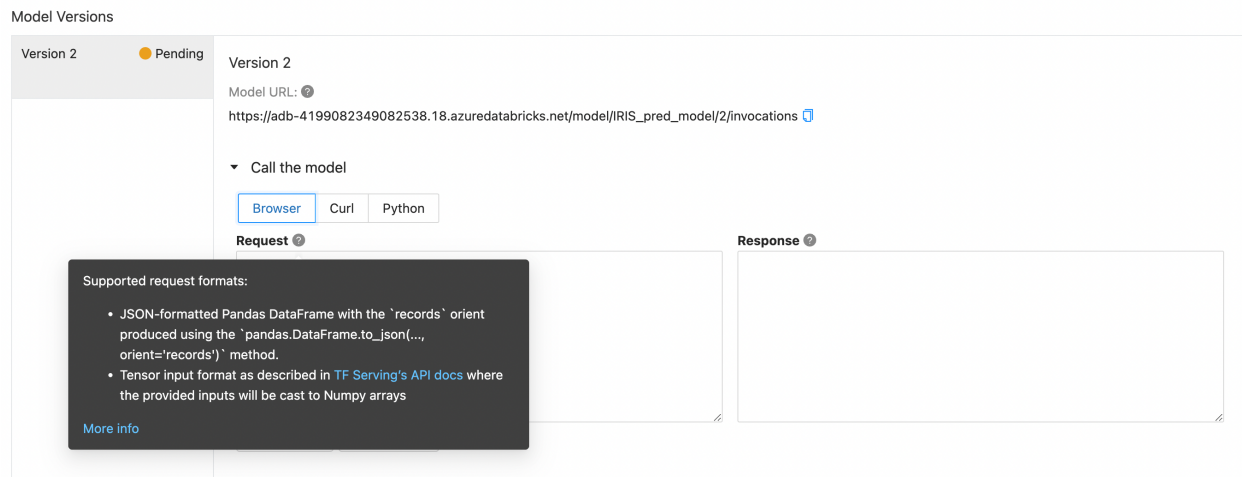 Model Versions
Version 2
Pending
Version 2
Model URL:
https://adb-4199082349082538.18.azuredatabricks.net/model/IRIS_pred_model/2/invocations
Call the model
Browser
Curl
Python
Request
Response
Supported request formats:
• JSON-formatted Pandas DataFrame with the `records` orient
produced using the `pandas.DataFrame.to_json(...,
orient='records')` method.
• Tensor input format as described in TF Serving's API docs where
the provided inputs will be cast to Numpy arrays
More info